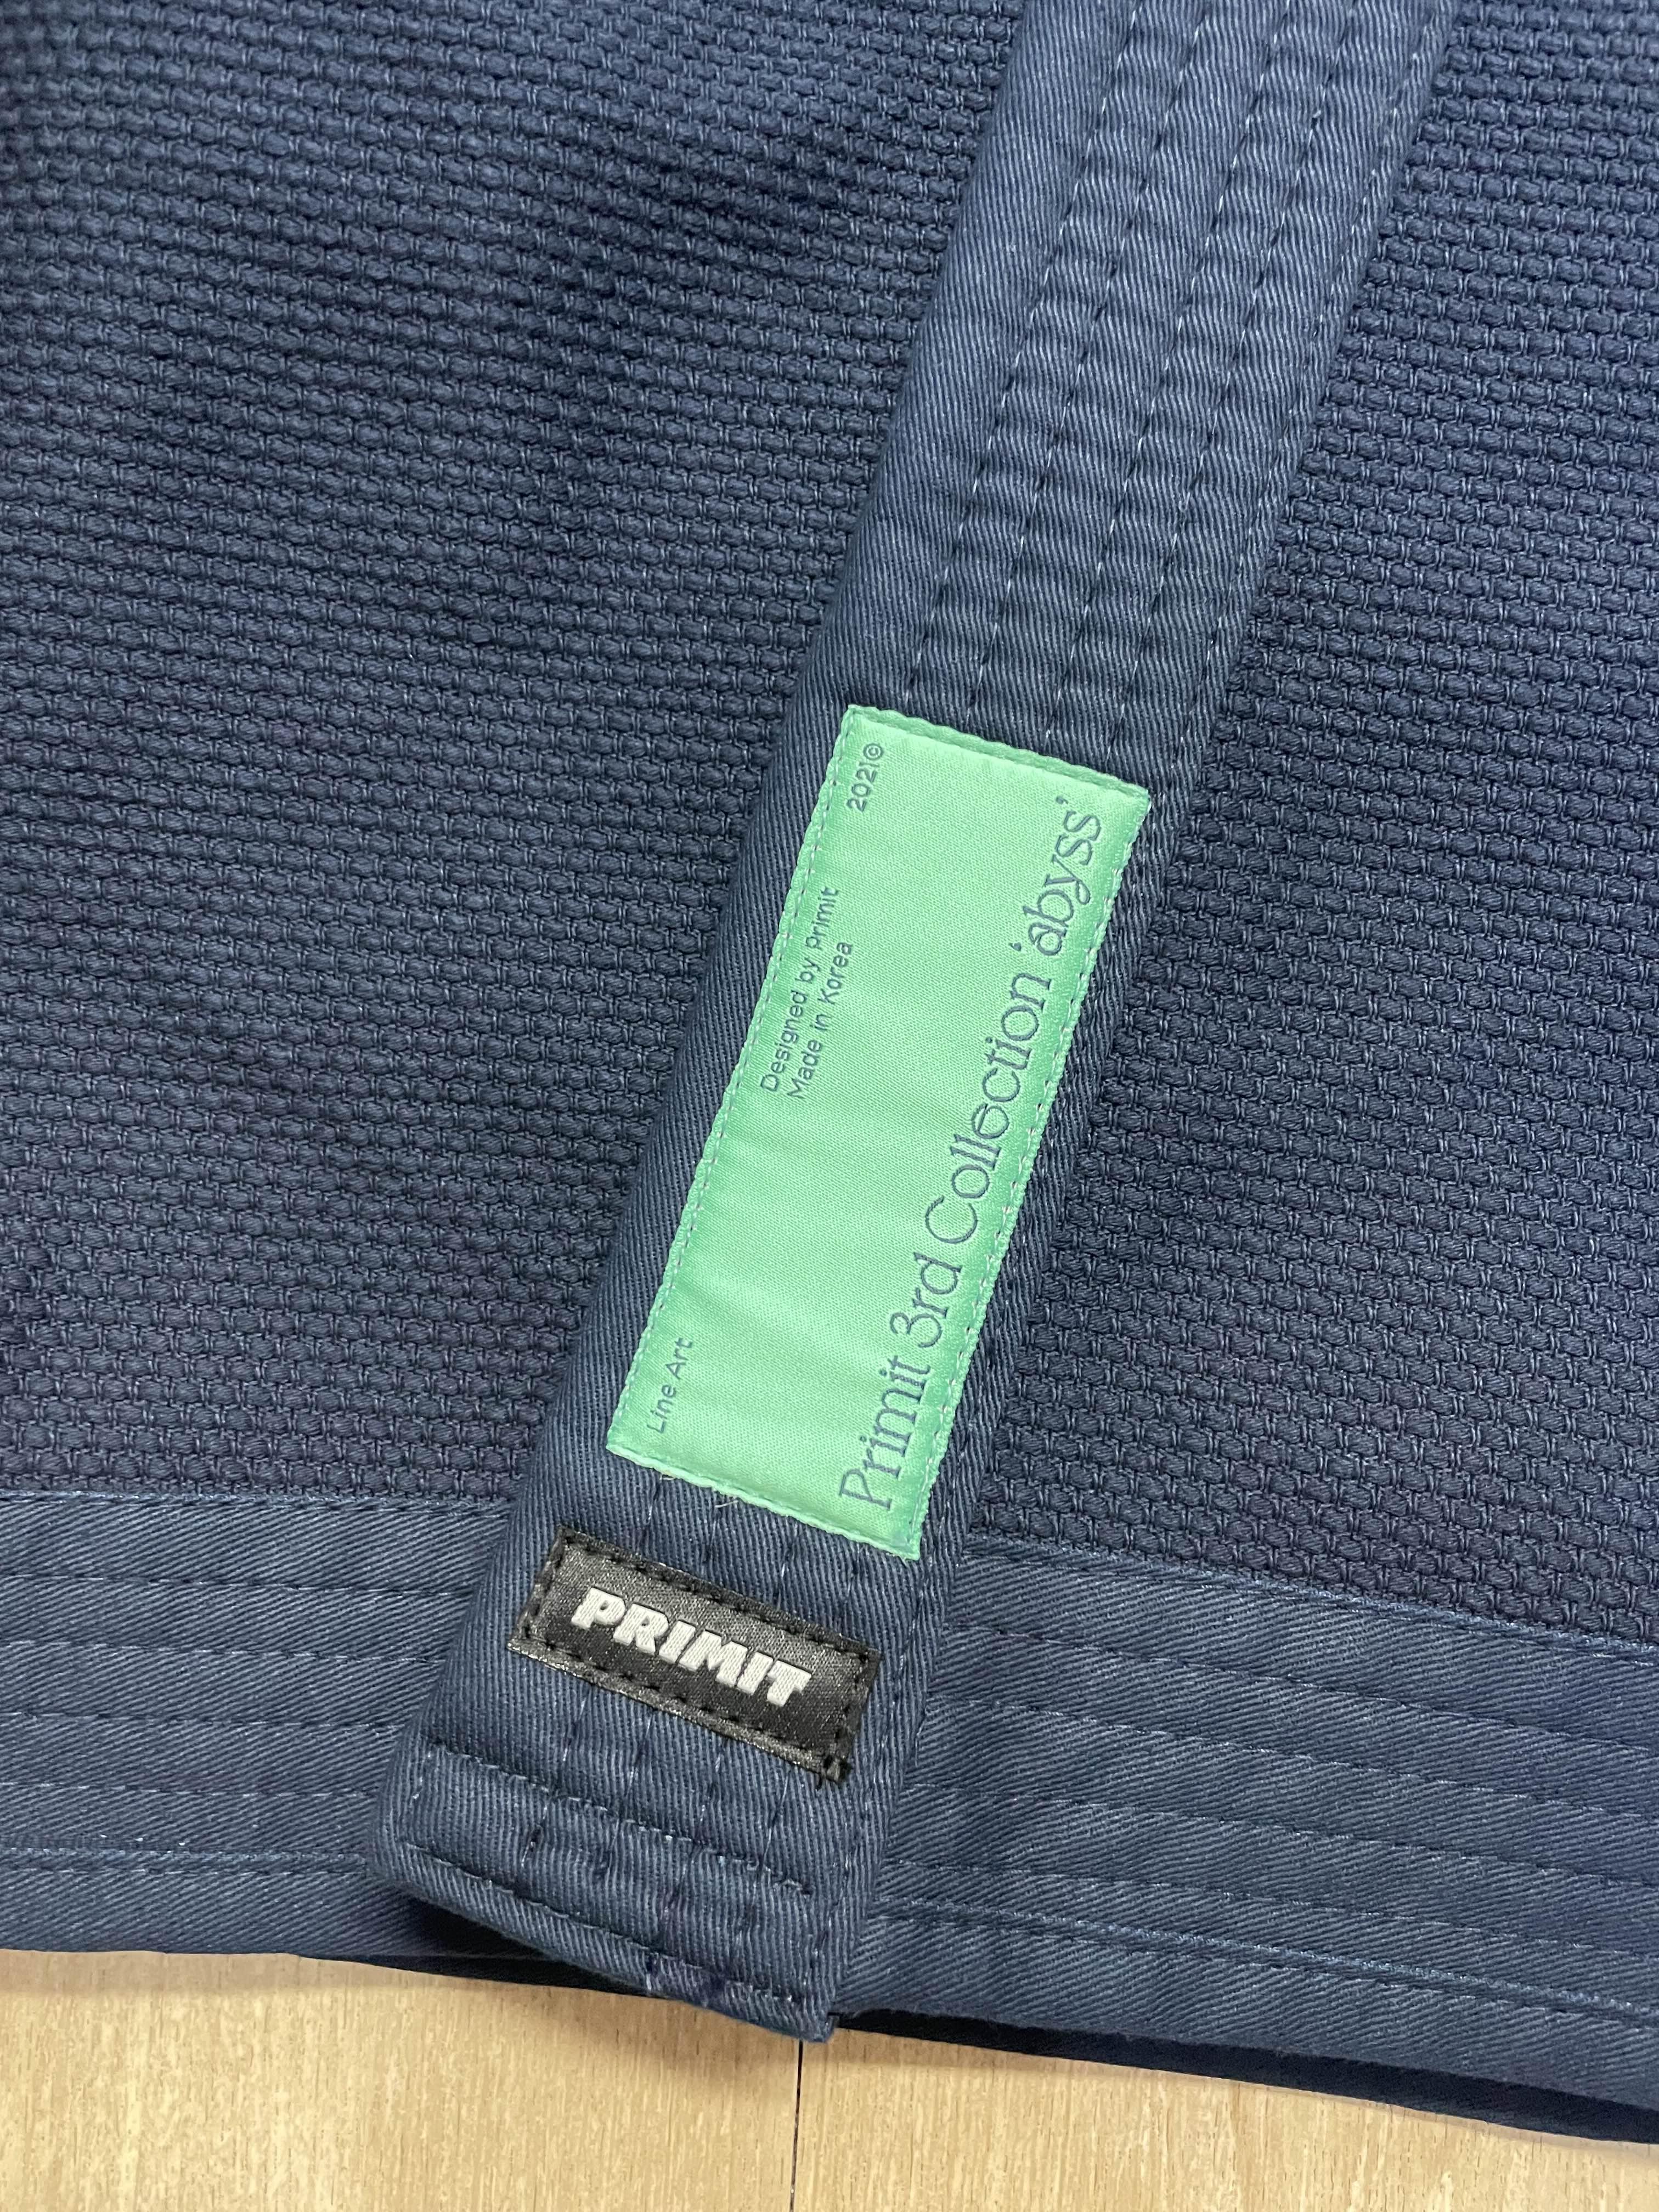 Line Art
Designed by Primit
Made in Korea
2021©
Primit 3rd Collection ‘abyss’
PRIMIT